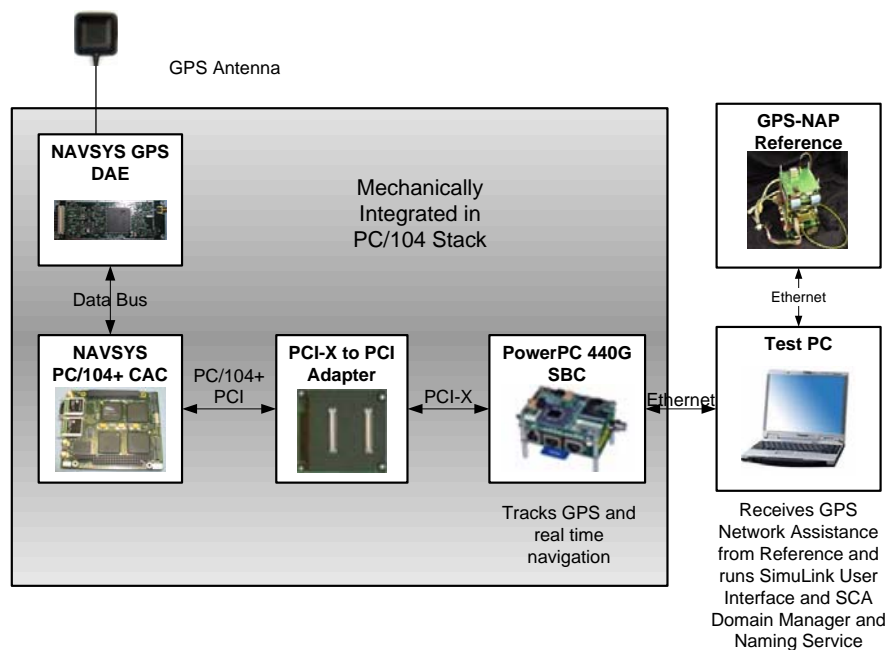 GPS Antenna
NAVSYS GPS
DAE
Mechanically
Integrated in
PC/104 Stack
GPS-NAP
Reference
Data Bus
Ethernet
NAVSYS
PC/104+ CAC
PC/104+
PCI
PCI-X to PCI
Adapter
PCI-X
PowerPC 440G
SBC
Ethernet
Test PC
Tracks GPS and
real time
navigation
Receives GPS
Network Assistance
from Reference and
runs SimuLink User
Interface and SCA
Domain Manager and
Naming Service